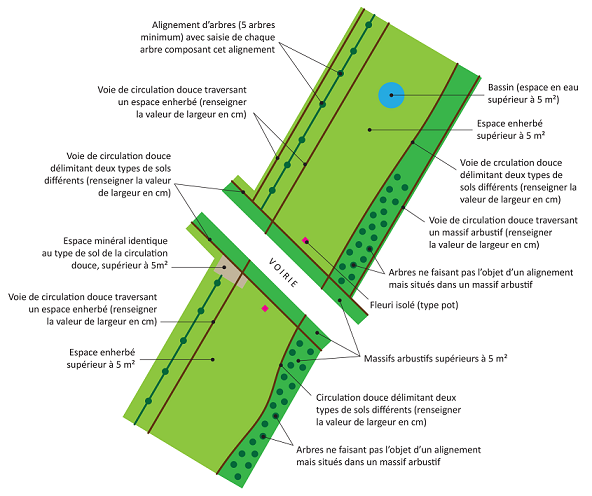 Alignement d'arbres (5 arbres
minimum) avec saisie de chaque
arbre composant cet alignement
Voie de circulation douce traversant
un espace enherbé (renseigner
la valeur de largeur en cm)
Voie de circulation douce
délimitant deux types de sols
différents (renseigner la valeur
de largeur en cm)
Espace minéral identique
au type de sol de la circulation
douce, supérieur à 5m²
Voie de circulation douce traversant
un espace enherbé (renseigner
la valeur de largeur en cm)
Espace enherbé
supérieur à 5 m²
VOIRIE
Bassin (espace en eau
supérieur à 5 m²)
Espace enherbé
supérieur à 5 m²
Voie de circulation douce
délimitant deux types de
sols différents (renseigner la
valeur de largeur en cm)
Voie de circulation douce traversant
un massif arbustif (renseigner
la valeur de largeur en cm)
Arbres ne faisant pas l'objet d'un alignement
mais situés dans un massif arbustif
Fleuri isolé (type pot)
Massifs arbustifs supérieurs à 5 m²
Circulation douce délimitant deux
types de sols différents (renseigner
la valeur de largeur en cm)
Arbres ne faisant pas l'objet d'un alignement
mais situés dans un massif arbustif